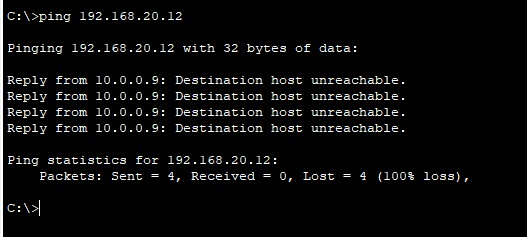 C:\>ping 192.168.20.12
Pinging 192.168.20.12 with 32 bytes of data:
Reply from 10.0.0.9: Destination host unreachable.
Reply from 10.0.0.9: Destination host unreachable.
Reply from 10.0.0.9: Destination host unreachable.
Reply from 10.0.0.9: Destination host unreachable.
Ping statistics for 192.168.20.12:
    Packets: Sent = 4, Received = 0, Lost = 4 (100% loss),
C:\>